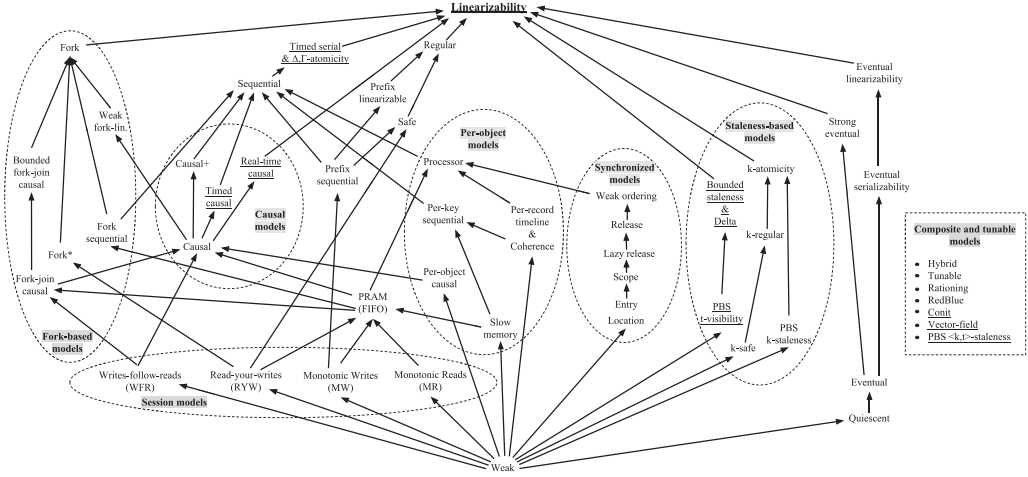 Linearizability
Fork
Timed serial
& Δ,Γ-atomicity
Regular
Sequential
Prefix
linearizable
Eventual
linearizability
Weak
fork-lin.
Safe
Strong
eventual
Staleness-based
models
Per-object
models
Bounded
fork-join
causal
Causal+
Real-time
causal
Prefix
sequential
Processor
Synchronized
models
k-atomicity
Eventual
serializability
Timed
causal
Causal
models
Per-key
sequential
Per-record
timeline
&
Coherence
Weak ordering
Release
Lazy release
Scope
Entry
Location
Bounded
staleness
&
Delta
k-regular
Composite and tunable
models
• Hybrid
• Tunable
• Rationing
• RedBlue
• Conit
• Vector-field
• PBS <k,t>-staleness
Fork
sequential
Fork*
Causal
Fork-join
causal
Per-object
causal
PRAM
(FIFO)
Slow
memory
PBS
t-visibility
k-safe
PBS
k-staleness
Fork-based
models
Writes-follow-reads
(WFR)
Read-your-writes
(RYW)
Monotonic Writes
(MW)
Monotonic Reads
(MR)
Session models
Eventual
Quiescent
Weak